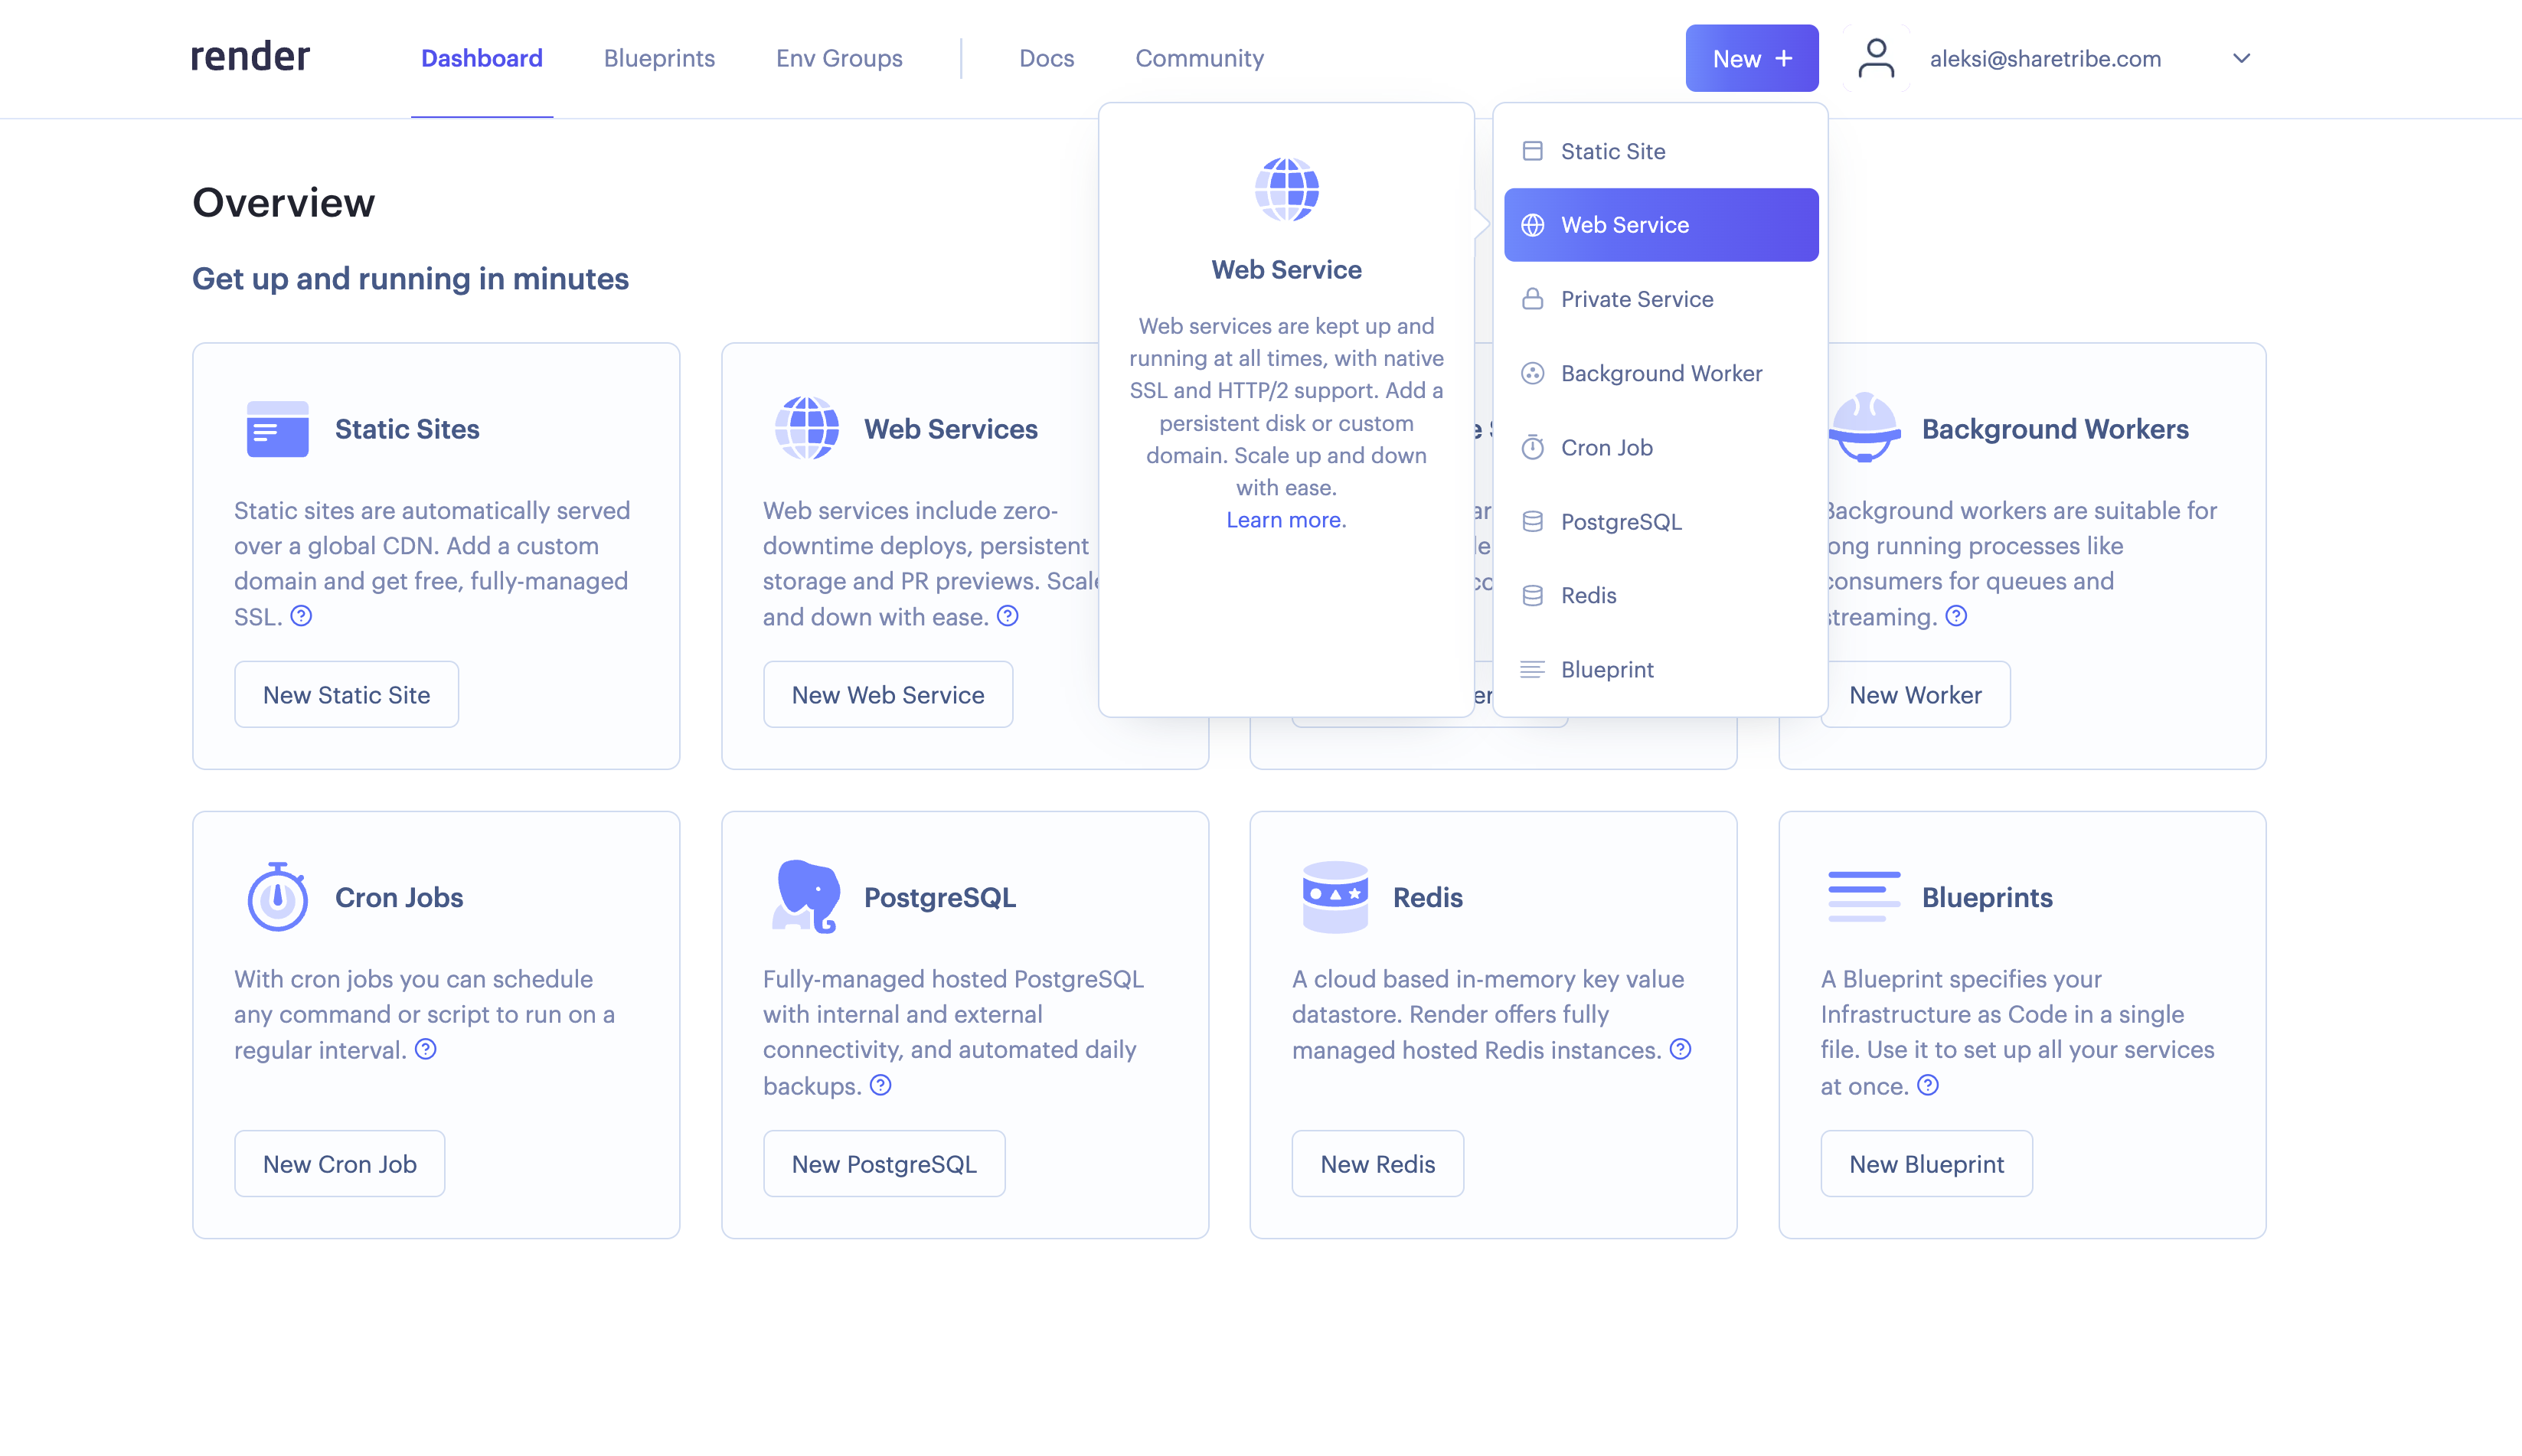 render
Dashboard
Blueprints
Env Groups
Docs
Community
New +
aleksi@sharetribe.com
Overview
Get up and running in minutes
Web Service
Web services are kept up and
running at all times, with native
SSL and HTTP/2 support. Add a
persistent disk or custom
domain. Scale up and down
with ease.
Learn more.
Static Site
Web Service
Private Service
Background Worker
Cron Job
PostgreSQL
Redis
Blueprint
Static Sites
Static sites are automatically served
over a global CDN. Add a custom
domain and get free, fully-managed
SSL.
New Static Site
Web Services
Web services include zero-
downtime deploys, persistent
storage and PR previews. Scale
and down with ease.
New Web Service
Background Workers
Background workers are suitable for
long running processes like
consumers for queues and
streaming.
New Worker
Cron Jobs
With cron jobs you can schedule
any command or script to run on a
regular interval.
New Cron Job
PostgreSQL
Fully-managed hosted PostgreSQL
with internal and external
connectivity, and automated daily
backups.
New PostgreSQL
Redis
A cloud based in-memory key value
datastore. Render offers fully
managed hosted Redis instances.
New Redis
Blueprints
A Blueprint specifies your
Infrastructure as Code in a single
file. Use it to set up all your services
at once.
New Blueprint